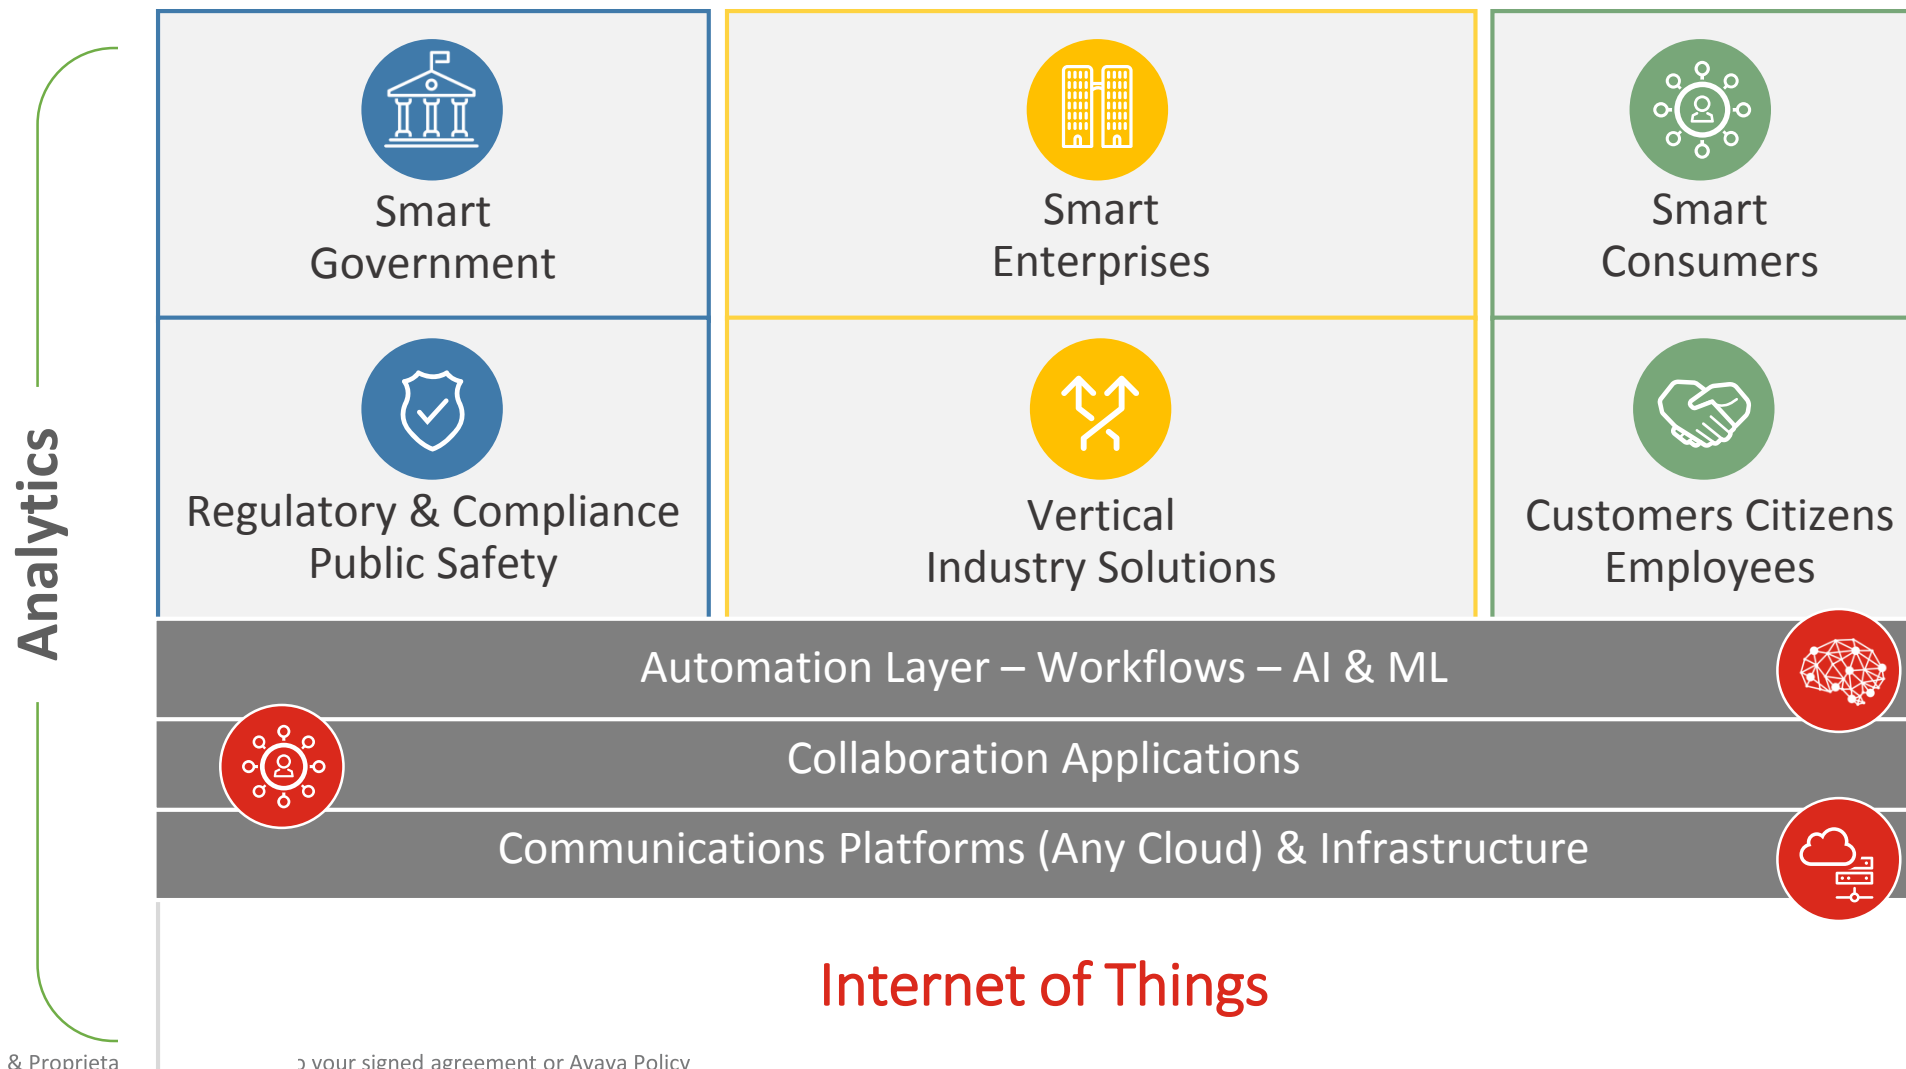 Analytics
Smart
Government
Smart
Enterprises
Smart
Consumers
Regulatory & Compliance
Public Safety
Vertical
Industry Solutions
Customers Citizens
Employees
Automation Layer – Workflows – AI & ML
Collaboration Applications
Communications Platforms (Any Cloud) & Infrastructure
Internet of Things
& your signed agreement or Avaya Policy